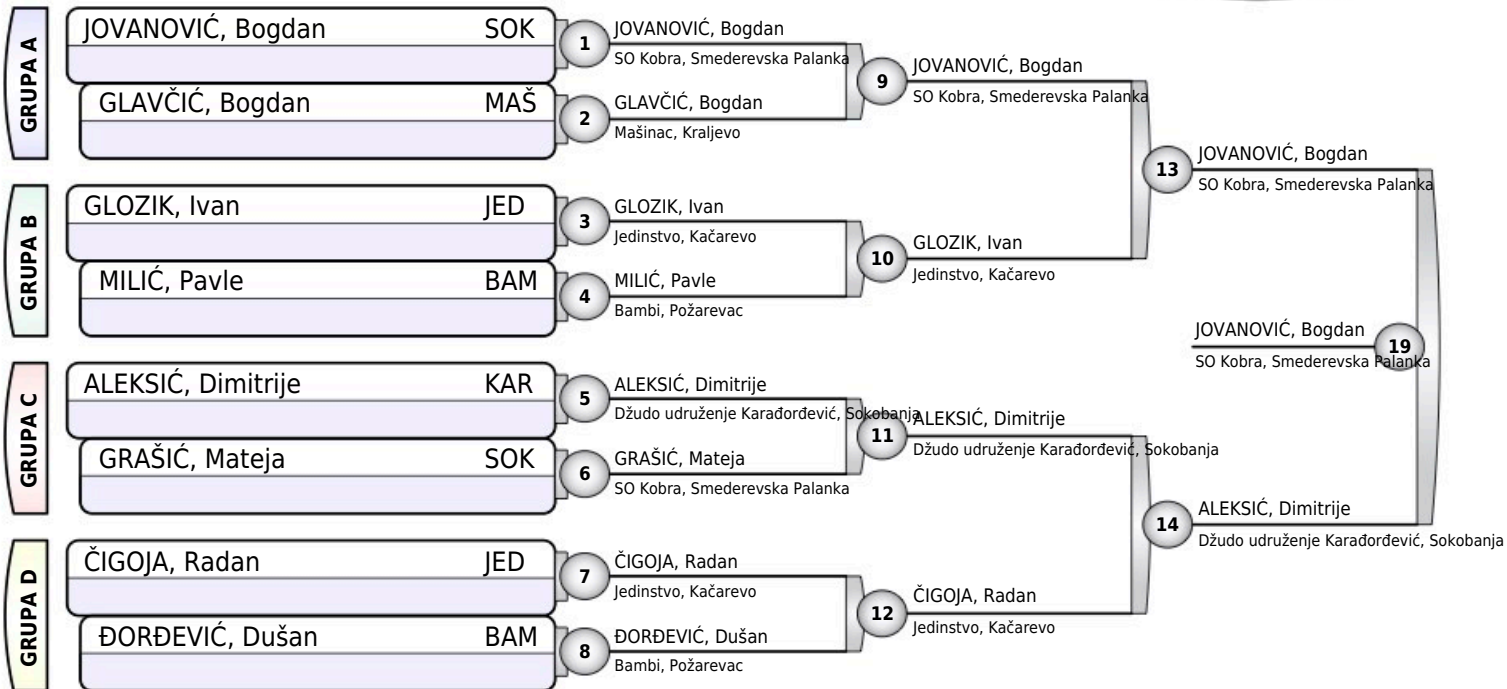 GRUPA A
JOVANOVIĆ, Bogdan SOK
GLAVČIĆ, Bogdan MAŠ
1
JOVANOVIĆ, Bogdan
SO Kobra, Smederevska Palanka
2
GLAVČIĆ, Bogdan
Mašinac, Kraljevo
9
JOVANOVIĆ, Bogdan
SO Kobra, Smederevska Palanka
GRUPA B
GLOZIK, Ivan JED
MILIĆ, Pavle BAM
3
GLOZIK, Ivan
Jedinstvo, Kačarevo
4
MILIĆ, Pavle
Bambi, Požarevac
10
GLOZIK, Ivan
Jedinstvo, Kačarevo
13
JOVANOVIĆ, Bogdan
SO Kobra, Smederevska Palanka
GRUPA C
ALEKSIĆ, Dimitrije KAR
GRAŠIĆ, Mateja SOK
5
ALEKSIĆ, Dimitrije
Džudo udruženje Karađorđević, Sokobanja
6
GRAŠIĆ, Mateja
SO Kobra, Smederevska Palanka
11
ALEKSIĆ, Dimitrije
Džudo udruženje Karađorđević, Sokobanja
GRUPA D
ČIGOJA, Radan JED
ĐORĐEVIĆ, Dušan BAM
7
ČIGOJA, Radan
Jedinstvo, Kačarevo
8
ĐORĐEVIĆ, Dušan
Bambi, Požarevac
12
ČIGOJA, Radan
Jedinstvo, Kačarevo
14
ALEKSIĆ, Dimitrije
Džudo udruženje Karađorđević, Sokobanja
JOVANOVIĆ, Bogdan
19
SO Kobra, Smederevska Palanka